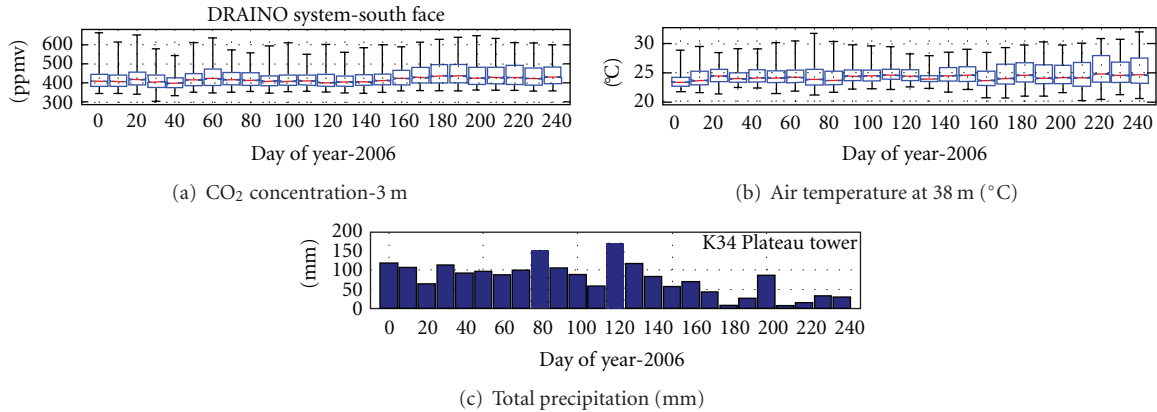 DRAINO system-south face
(ppmv)
600
500
400
300
0 20 40 60 80 100 120 140 160 180 200 220 240
Day of year-2006
(a) CO₂ concentration-3 m
(°C)
30
25
20
0 20 40 60 80 100 120 140 160 180 200 220 240
Day of year-2006
(b) Air temperature at 38 m (°C)
K34 Plateau tower
(mm)
200
150
100
50
0
0 20 40 60 80 100 120 140 160 180 200 220 240
Day of year-2006
(c) Total precipitation (mm)